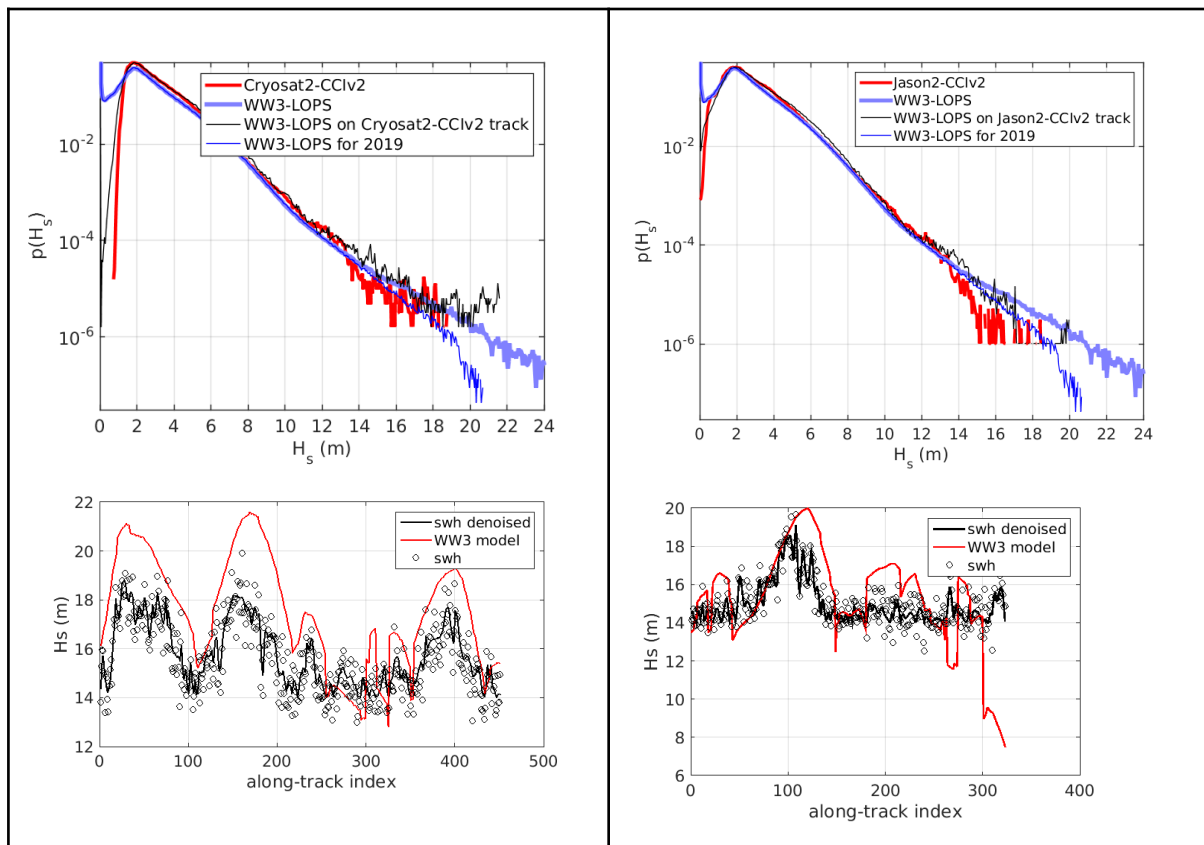 Cryosat2-CCIv2
WW3-LOPS
WW3-LOPS on Cryosat2-CCIv2 track
WW3-LOPS for 2019
10^-2
10^-4
10^-6
p(H_s)
0 2 4 6 8 10 12 14 16 18 20 22 24
H_s (m)
Jason2-CCIv2
WW3-LOPS
WW3-LOPS on Jason2-CCIv2 track
WW3-LOPS for 2019
10^-2
10^-4
10^-6
p(H_s)
0 2 4 6 8 10 12 14 16 18 20 22 24
H_s (m)
22
20
18
16
14
12
Hs (m)
swh denoised
WW3 model
swh
0 100 200 300 400 500
along-track index
20
18
16
14
12
10
8
6
Hs (m)
swh denoised
WW3 model
swh
0 100 200 300 400
along-track index